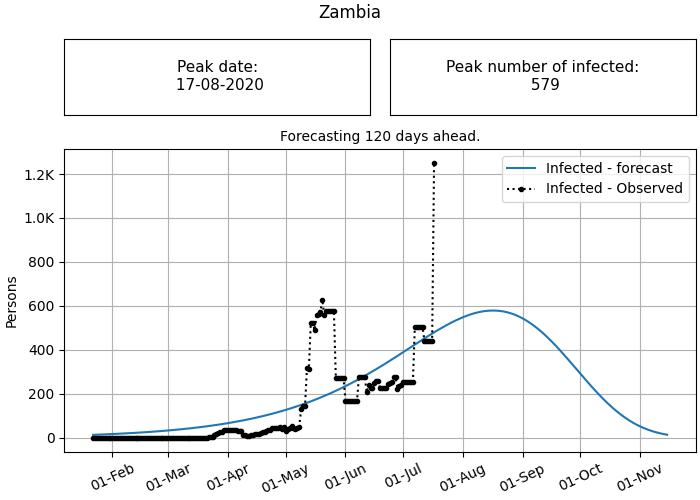 Zambia
Peak date:
17-08-2020
Peak number of infected:
579
Forecasting 120 days ahead.
Infected - forecast
Infected - Observed
1.2K
1.0K
800
600
400
200
0
Persons
01-Feb
01-Mar
01-Apr
01-May
01-Jun
01-Jul
01-Aug
01-Sep
01-Oct
01-Nov